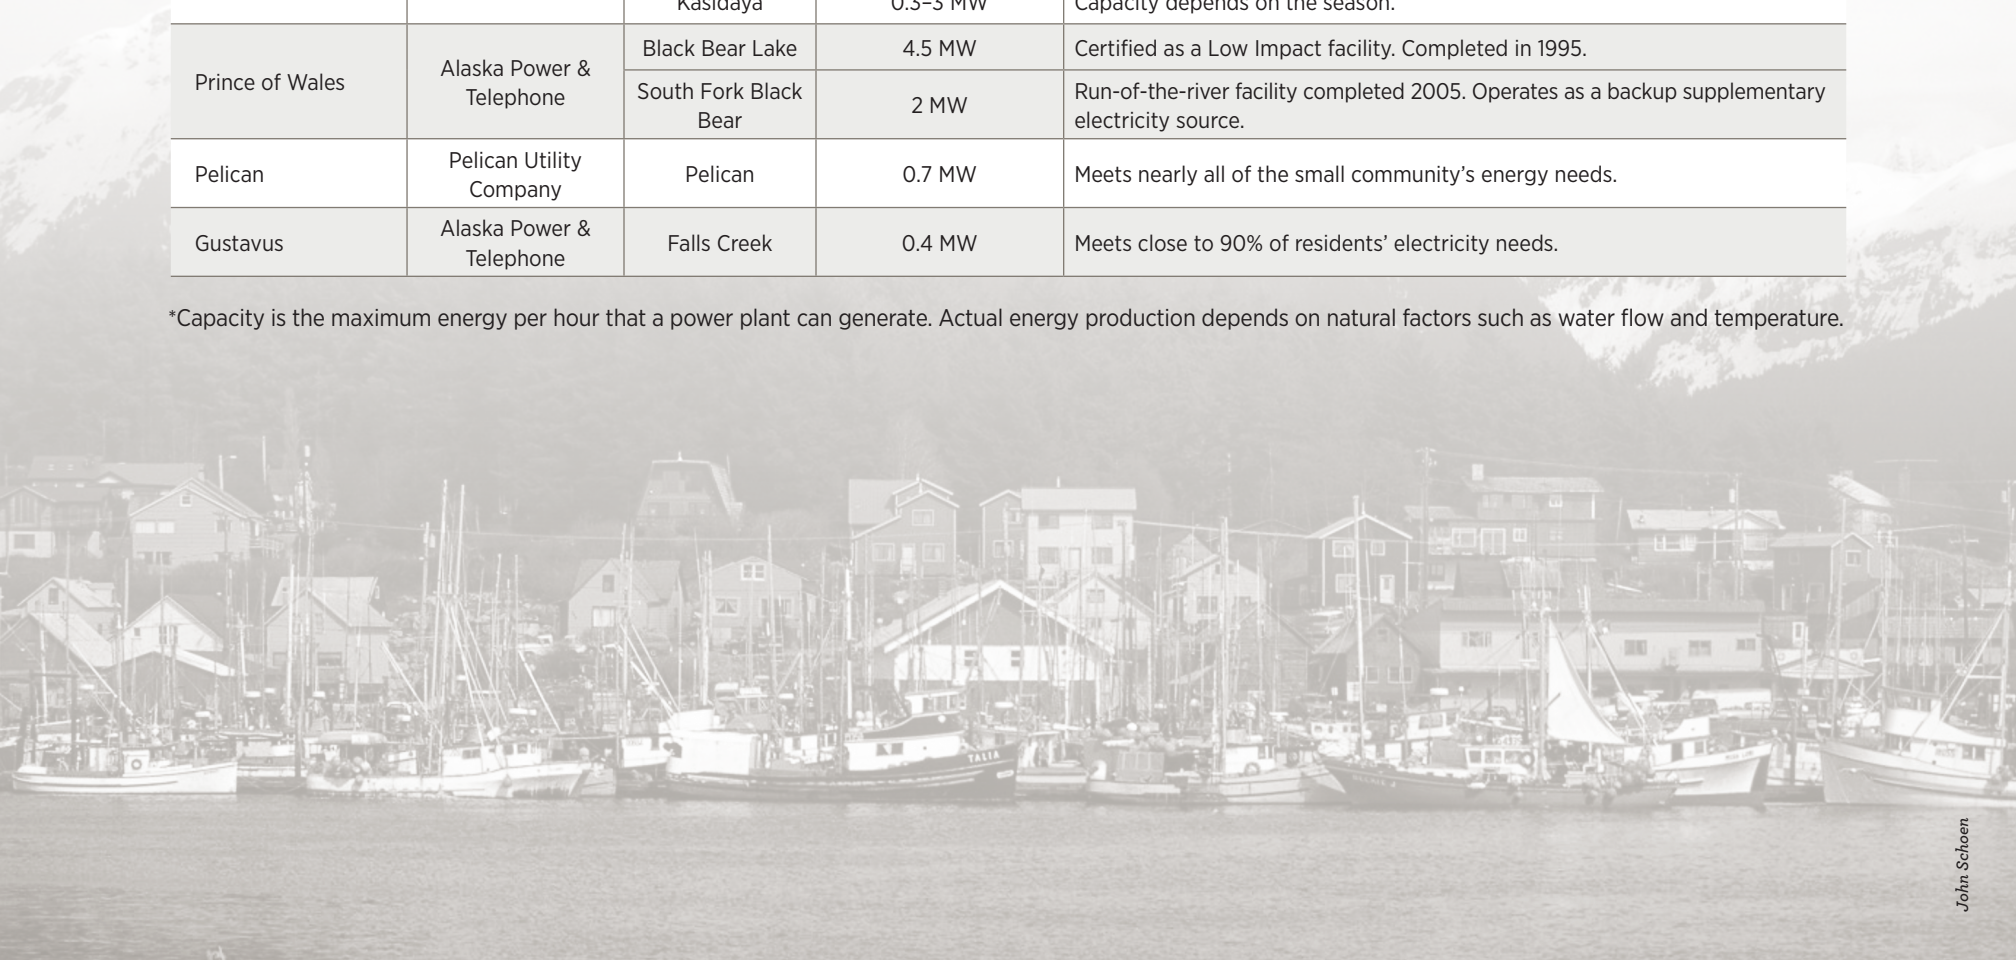 Kasidaya 0.3–3 MW Capacity depends on the season.
Prince of Wales
Alaska Power &
Telephone
Black Bear Lake 4.5 MW Certified as a Low Impact facility. Completed in 1995.
South Fork Black
Bear
2 MW
Run-of-the-river facility completed 2005. Operates as a backup supplementary
electricity source.
Pelican
Pelican Utility
Company
Pelican 0.7 MW Meets nearly all of the small community’s energy needs.
Gustavus
Alaska Power &
Telephone
Falls Creek 0.4 MW Meets close to 90% of residents’ electricity needs.
*Capacity is the maximum energy per hour that a power plant can generate. Actual energy production depends on natural factors such as water flow and temperature.
TALIA
John Schoen